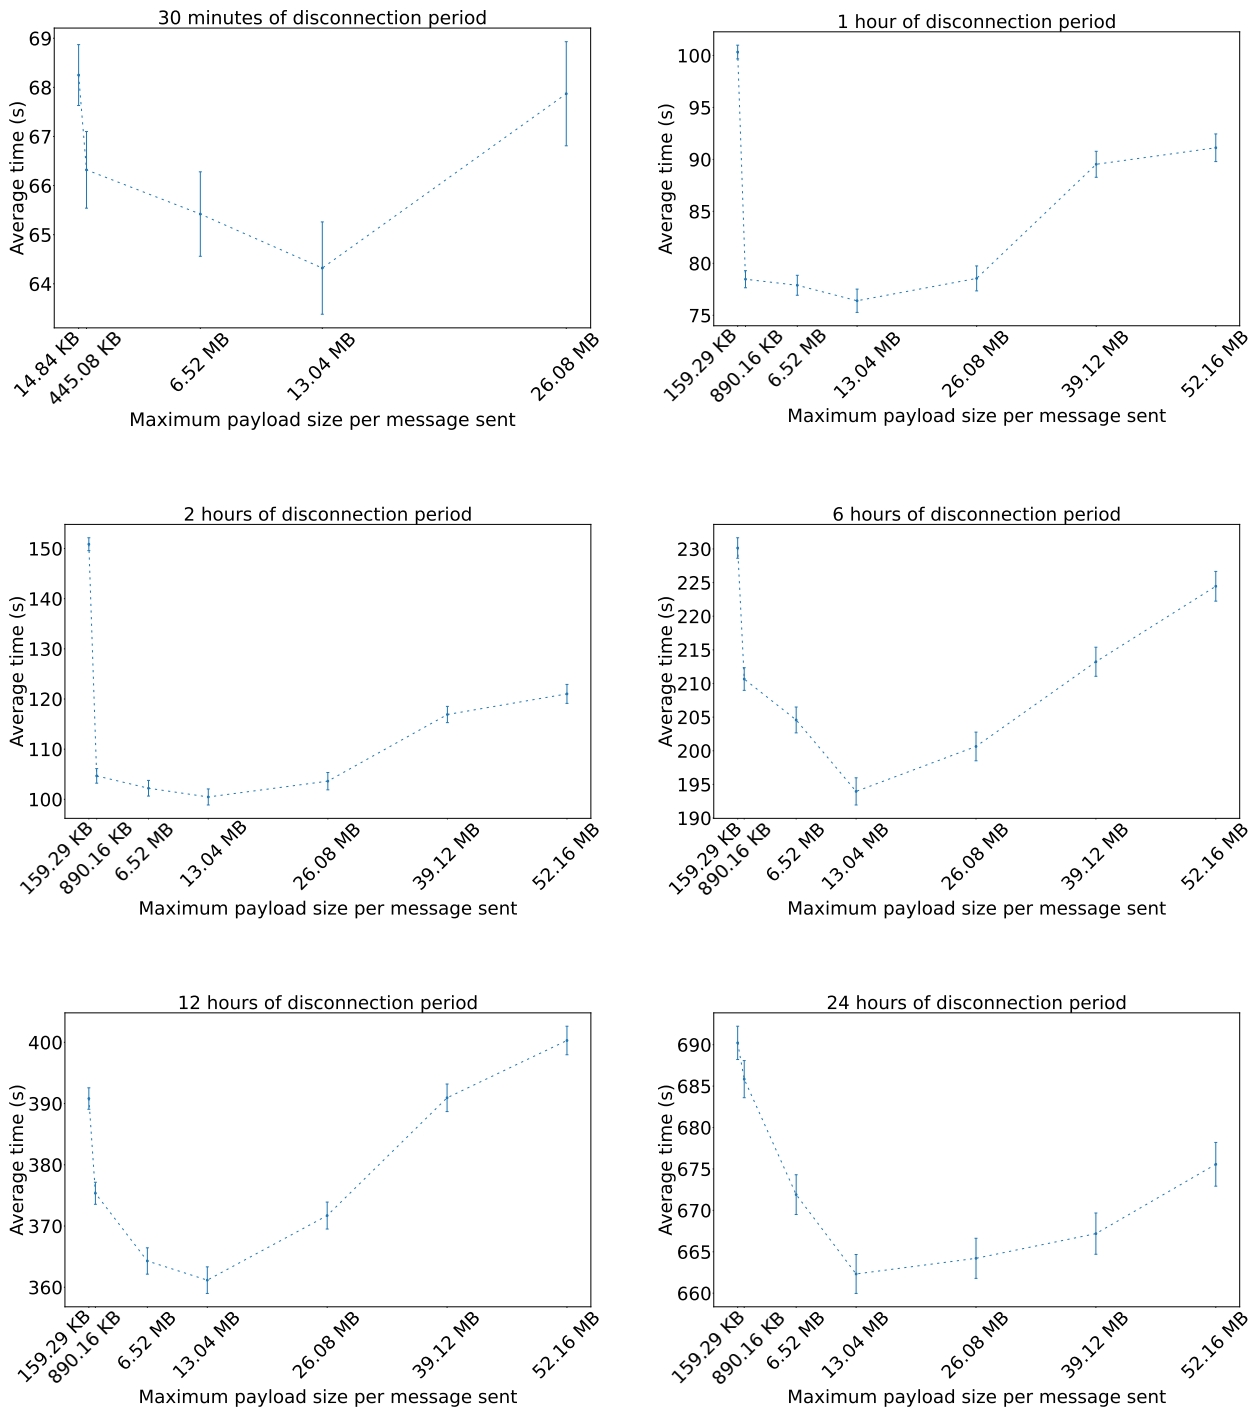 30 minutes of disconnection period
Average time (s)
69
68
67
66
65
64
14.84 KB
445.08 KB
6.52 MB
13.04 MB
26.08 MB
Maximum payload size per message sent
1 hour of disconnection period
Average time (s)
100
95
90
85
80
75
159.29 KB
890.16 KB
6.52 MB
13.04 MB
26.08 MB
39.12 MB
52.16 MB
Maximum payload size per message sent
2 hours of disconnection period
Average time (s)
150
140
130
120
110
100
159.29 KB
890.16 KB
6.52 MB
13.04 MB
26.08 MB
39.12 MB
52.16 MB
Maximum payload size per message sent
6 hours of disconnection period
Average time (s)
230
225
220
215
210
205
200
195
190
159.29 KB
890.16 KB
6.52 MB
13.04 MB
26.08 MB
39.12 MB
52.16 MB
Maximum payload size per message sent
12 hours of disconnection period
Average time (s)
400
390
380
370
360
159.29 KB
890.16 KB
6.52 MB
13.04 MB
26.08 MB
39.12 MB
52.16 MB
Maximum payload size per message sent
24 hours of disconnection period
Average time (s)
690
685
680
675
670
665
660
159.29 KB
890.16 KB
6.52 MB
13.04 MB
26.08 MB
39.12 MB
52.16 MB
Maximum payload size per message sent